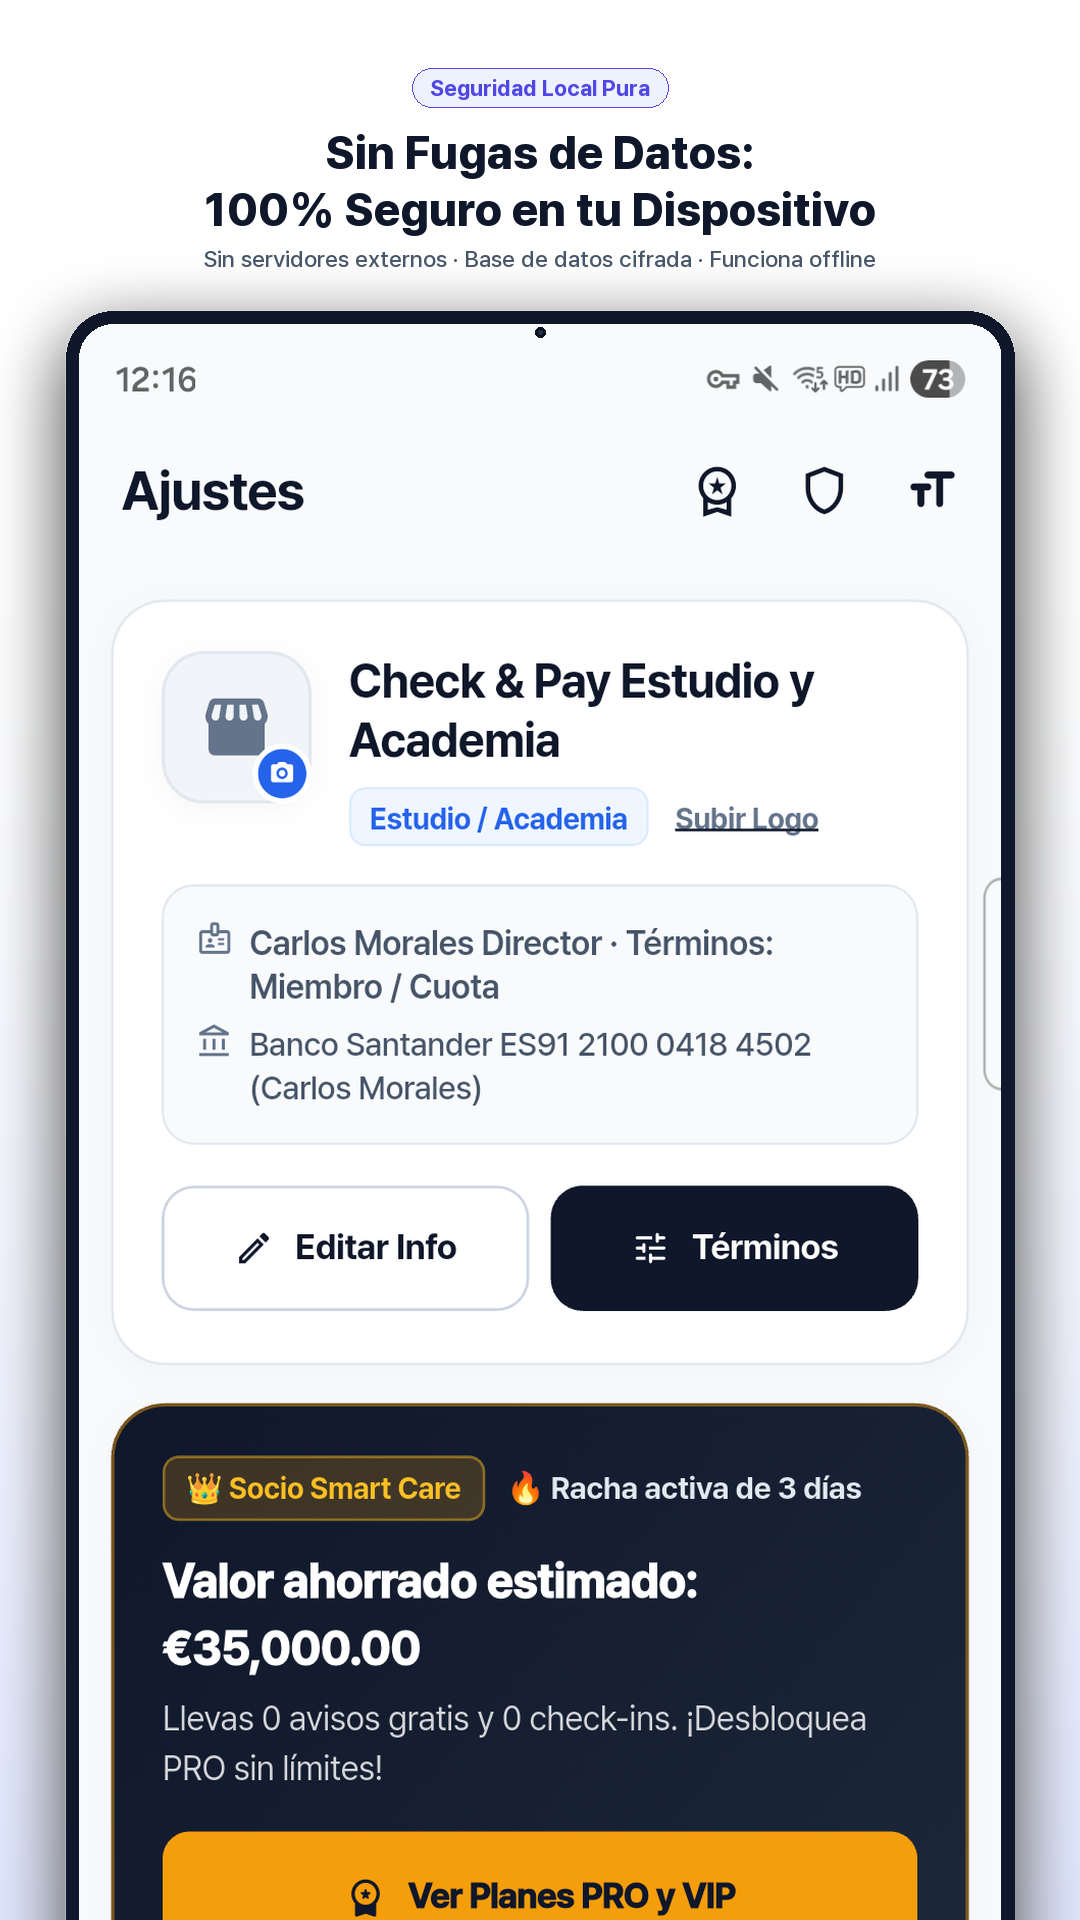 Seguridad Local Pura
Sin Fugas de Datos:
100% Seguro en tu Dispositivo
Sin servidores externos · Base de datos cifrada · Funciona offline
12:16
5
HD
73
Ajustes
Check & Pay Estudio y
Academia
Estudio / Academia
Subir Logo
Carlos Morales Director · Términos:
Miembro / Cuota
Banco Santander ES91 2100 0418 4502
(Carlos Morales)
Editar Info
Términos
👑 Socio Smart Care
🔥 Racha activa de 3 días
Valor ahorrado estimado:
€35,000.00
Llevas 0 avisos gratis y 0 check-ins. ¡Desbloquea
PRO sin límites!
Ver Planes PRO y VIP